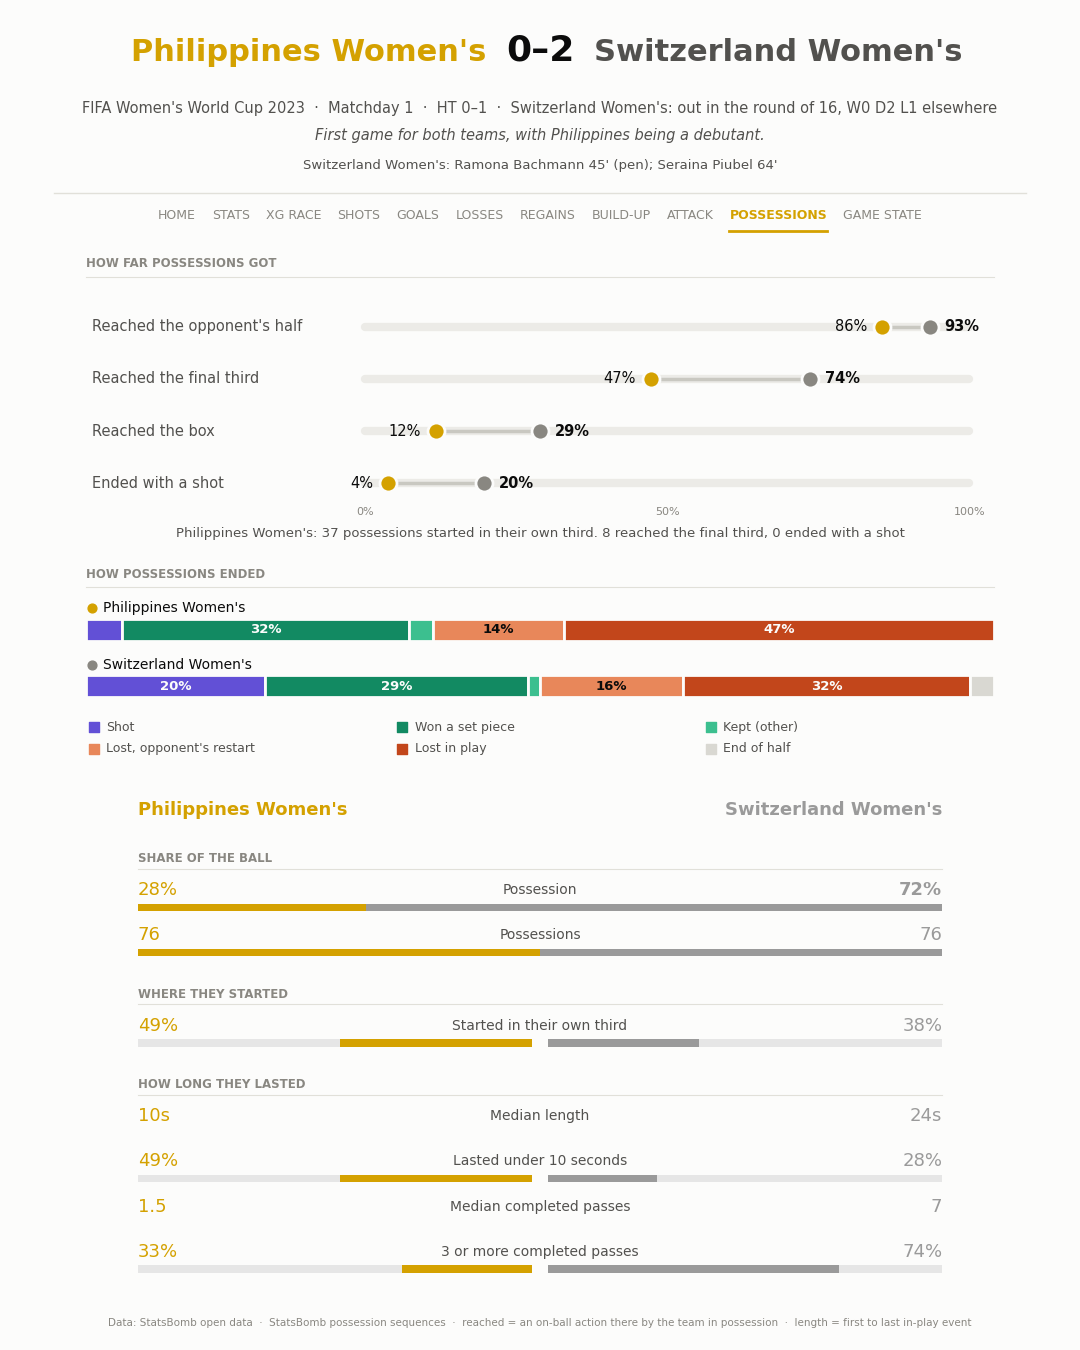 Philippines Women's 0–2 Switzerland Women's
FIFA Women's World Cup 2023 · Matchday 1 · HT 0–1 · Switzerland Women's: out in the round of 16, W0 D2 L1 elsewhere
First game for both teams, with Philippines being a debutant.
Switzerland Women's: Ramona Bachmann 45' (pen); Seraina Piubel 64'
HOME STATS XG RACE SHOTS GOALS LOSSES REGAINS BUILD-UP ATTACK POSSESSIONS GAME STATE
HOW FAR POSSESSIONS GOT
Reached the opponent's half 86% 93%
Reached the final third 47% 74%
Reached the box 12% 29%
Ended with a shot 4% 20%
0% 50% 100%
Philippines Women's: 37 possessions started in their own third. 8 reached the final third, 0 ended with a shot
HOW POSSESSIONS ENDED
Philippines Women's
32% 14% 47%
Switzerland Women's
20% 29% 16% 32%
Shot Won a set piece Kept (other)
Lost, opponent's restart Lost in play End of half
Philippines Women's Switzerland Women's
SHARE OF THE BALL
28% Possession 72%
76 Possessions 76
WHERE THEY STARTED
49% Started in their own third 38%
HOW LONG THEY LASTED
10s Median length 24s
49% Lasted under 10 seconds 28%
1.5 Median completed passes 7
33% 3 or more completed passes 74%
Data: StatsBomb open data · StatsBomb possession sequences · reached = an on-ball action there by the team in possession · length = first to last in-play event